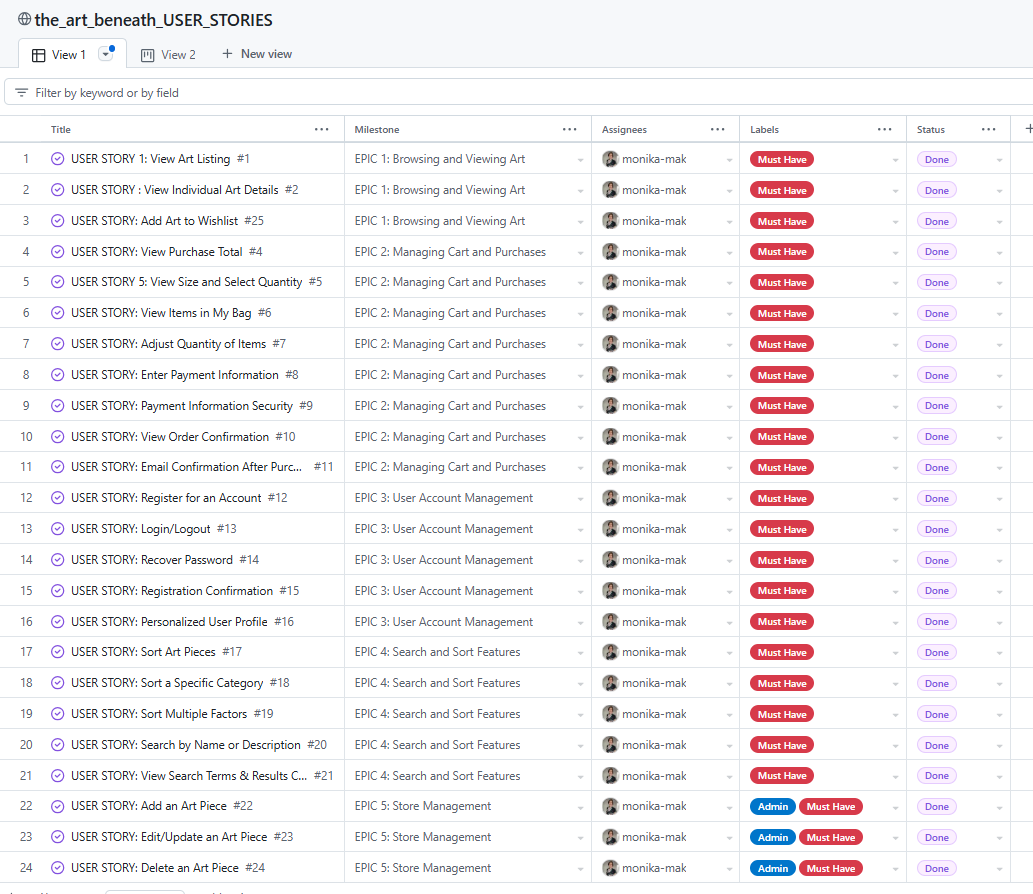 the_art_beneath_USER_STORIES
View 1 View 2 + New view
Filter by keyword or by field
Title ... Milestone ... Assignees ... Labels ... Status ... +
1 USER STORY 1: View Art Listing #1 EPIC 1: Browsing and Viewing Art monika-mak Must Have Done
2 USER STORY : View Individual Art Details #2 EPIC 1: Browsing and Viewing Art monika-mak Must Have Done
3 USER STORY: Add Art to Wishlist #25 EPIC 1: Browsing and Viewing Art monika-mak Must Have Done
4 USER STORY: View Purchase Total #4 EPIC 2: Managing Cart and Purchases monika-mak Must Have Done
5 USER STORY 5: View Size and Select Quantity #5 EPIC 2: Managing Cart and Purchases monika-mak Must Have Done
6 USER STORY: View Items in My Bag #6 EPIC 2: Managing Cart and Purchases monika-mak Must Have Done
7 USER STORY: Adjust Quantity of Items #7 EPIC 2: Managing Cart and Purchases monika-mak Must Have Done
8 USER STORY: Enter Payment Information #8 EPIC 2: Managing Cart and Purchases monika-mak Must Have Done
9 USER STORY: Payment Information Security #9 EPIC 2: Managing Cart and Purchases monika-mak Must Have Done
10 USER STORY: View Order Confirmation #10 EPIC 2: Managing Cart and Purchases monika-mak Must Have Done
11 USER STORY: Email Confirmation After Purc... #11 EPIC 2: Managing Cart and Purchases monika-mak Must Have Done
12 USER STORY: Register for an Account #12 EPIC 3: User Account Management monika-mak Must Have Done
13 USER STORY: Login/Logout #13 EPIC 3: User Account Management monika-mak Must Have Done
14 USER STORY: Recover Password #14 EPIC 3: User Account Management monika-mak Must Have Done
15 USER STORY: Registration Confirmation #15 EPIC 3: User Account Management monika-mak Must Have Done
16 USER STORY: Personalized User Profile #16 EPIC 3: User Account Management monika-mak Must Have Done
17 USER STORY: Sort Art Pieces #17 EPIC 4: Search and Sort Features monika-mak Must Have Done
18 USER STORY: Sort a Specific Category #18 EPIC 4: Search and Sort Features monika-mak Must Have Done
19 USER STORY: Sort Multiple Factors #19 EPIC 4: Search and Sort Features monika-mak Must Have Done
20 USER STORY: Search by Name or Description #20 EPIC 4: Search and Sort Features monika-mak Must Have Done
21 USER STORY: View Search Terms & Results C... #21 EPIC 4: Search and Sort Features monika-mak Must Have Done
22 USER STORY: Add an Art Piece #22 EPIC 5: Store Management monika-mak Admin Must Have Done
23 USER STORY: Edit/Update an Art Piece #23 EPIC 5: Store Management monika-mak Admin Must Have Done
24 USER STORY: Delete an Art Piece #24 EPIC 5: Store Management monika-mak Admin Must Have Done